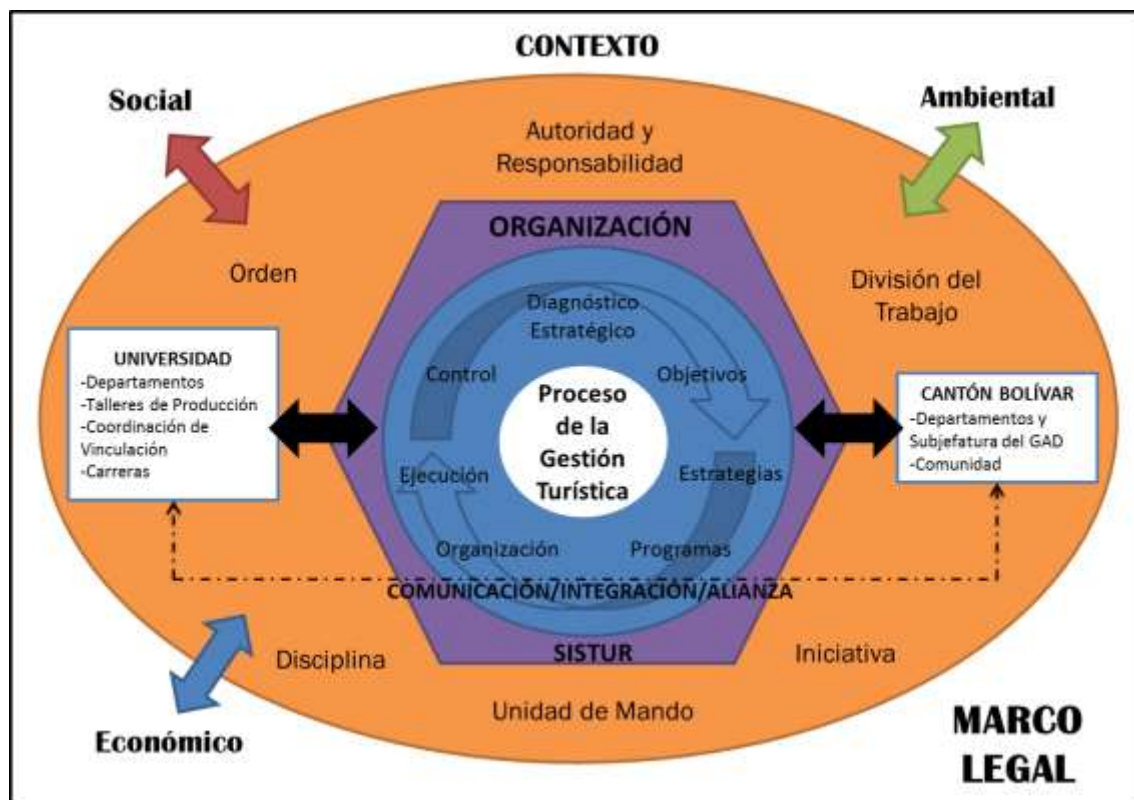 CONTEXTO
Social
Ambiental
Autoridad y
Responsabilidad
ORGANIZACIÓN
Orden
División del
Trabajo
Diagnóstico
Estratégico
Control
Objetivos
Proceso
de la
Gestión
Turística
UNIVERSIDAD
-Departamentos
-Talleres de Producción
-Coordinación de
Vinculación
-Carreras
CANTÓN BOLÍVAR
-Departamentos y
Subjefatura del GAD
-Comunidad
Ejecución
Estrategias
Organización
Programas
COMUNICACIÓN/INTEGRACIÓN/ALIANZA
SISTUR
Disciplina
Iniciativa
Unidad de Mando
Económico
MARCO
LEGAL